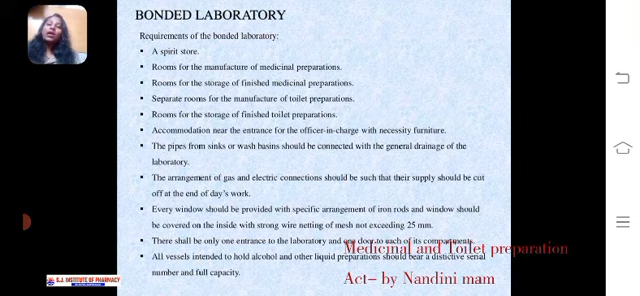 BONDED LABORATORY
Requirements of the bonded laboratory:
▪ A spirit store.
▪ Rooms for the manufacture of medicinal preparations.
▪ Rooms for the storage of finished medicinal preparations.
▪ Separate rooms for the manufacture of toilet preparations.
▪ Rooms for the storage of finished toilet preparations.
▪ Accommodation near the entrance for the officer-in-charge with necessity furniture.
▪ The pipes from sinks or wash basins should be connected with the general drainage of the
laboratory.
▪ The arrangement of gas and electric connections should be such that their supply should be cut
off at the end of day's work.
▪ Every window should be provided with specific arrangement of iron rods and window should
be covered on the inside with strong wire netting of mesh not exceeding 25 mm.
▪ There shall be only one entrance to the laboratory and one door to each of its compartments.
Medicinal and Toilet preparation
▪ All vessels intended to hold alcohol and other liquid preparations should bear a distictive serial
number and full capacity.
Act– by Nandini mam
S.J. INSTITUTE OF PHARMACY